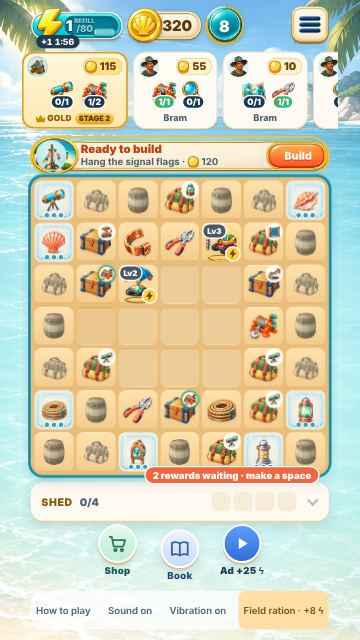 1 REFILL /80
320
8
+1 1:56
115
55
10
0/1
1/2
1/1
0/1
0/1
1/1
GOLD STAGE 2
Bram
Bram
Ready to build
Hang the signal flags · 120
Build
Lv3
Lv2
2 rewards waiting · make a space
SHED 0/4
Shop
Book
Ad +25 ϟ
How to play
Sound on
Vibration on
Field ration · +8 ϟ